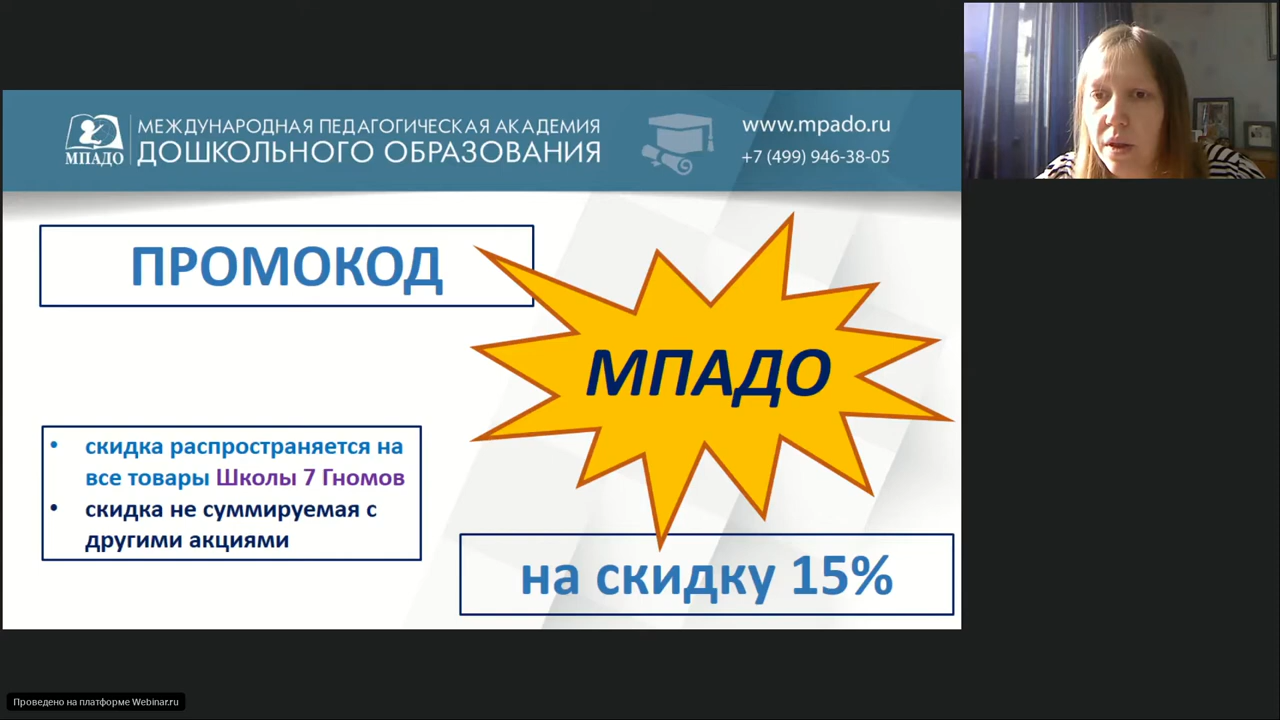 МПАДО
МЕЖДУНАРОДНАЯ ПЕДАГОГИЧЕСКАЯ АКАДЕМИЯ
ДОШКОЛЬНОГО ОБРАЗОВАНИЯ
www.mpado.ru
+7 (499) 946-38-05
ПРОМОКОД
МПАДО
• скидка распространяется на
все товары Школы 7 Гномов
• скидка не суммируемая с
другими акциями
на скидку 15%
Проведено на платформе Webinar.ru